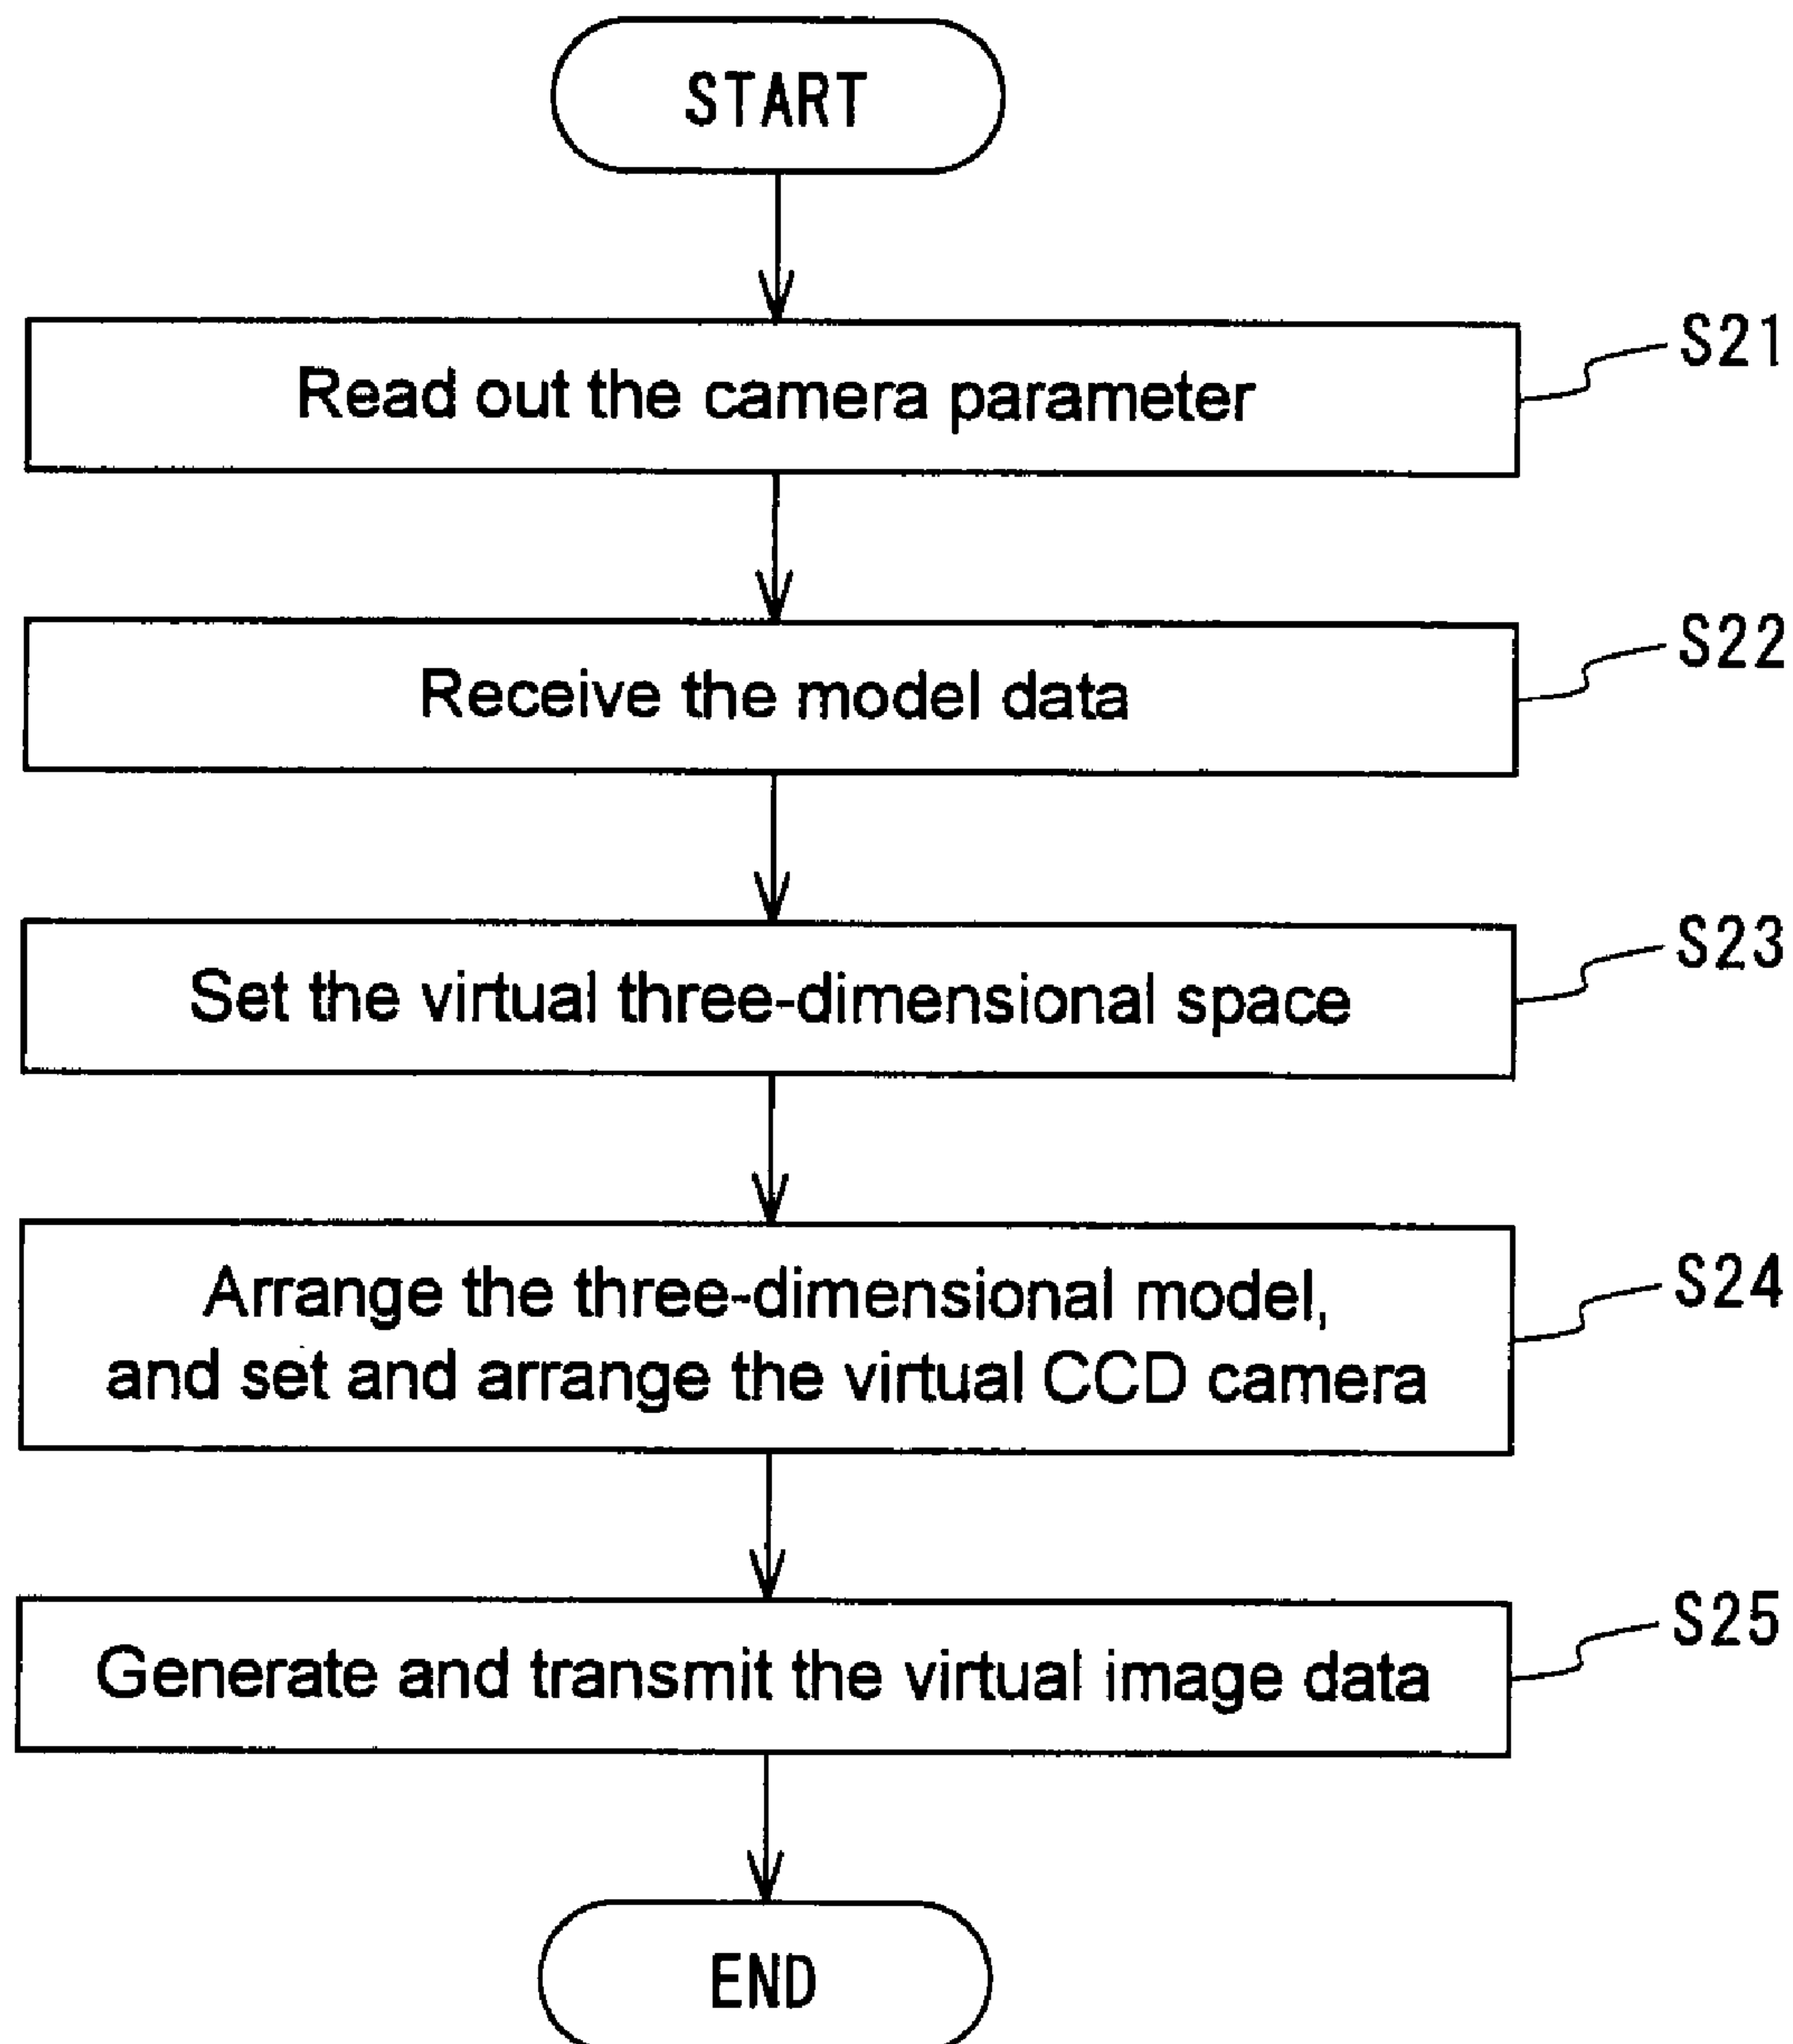 START
Read out the camera parameter
S21
Receive the model data
S22
Set the virtual three-dimensional space
S23
Arrange the three-dimensional model,
and set and arrange the virtual CCD camera
S24
Generate and transmit the virtual image data
S25
END